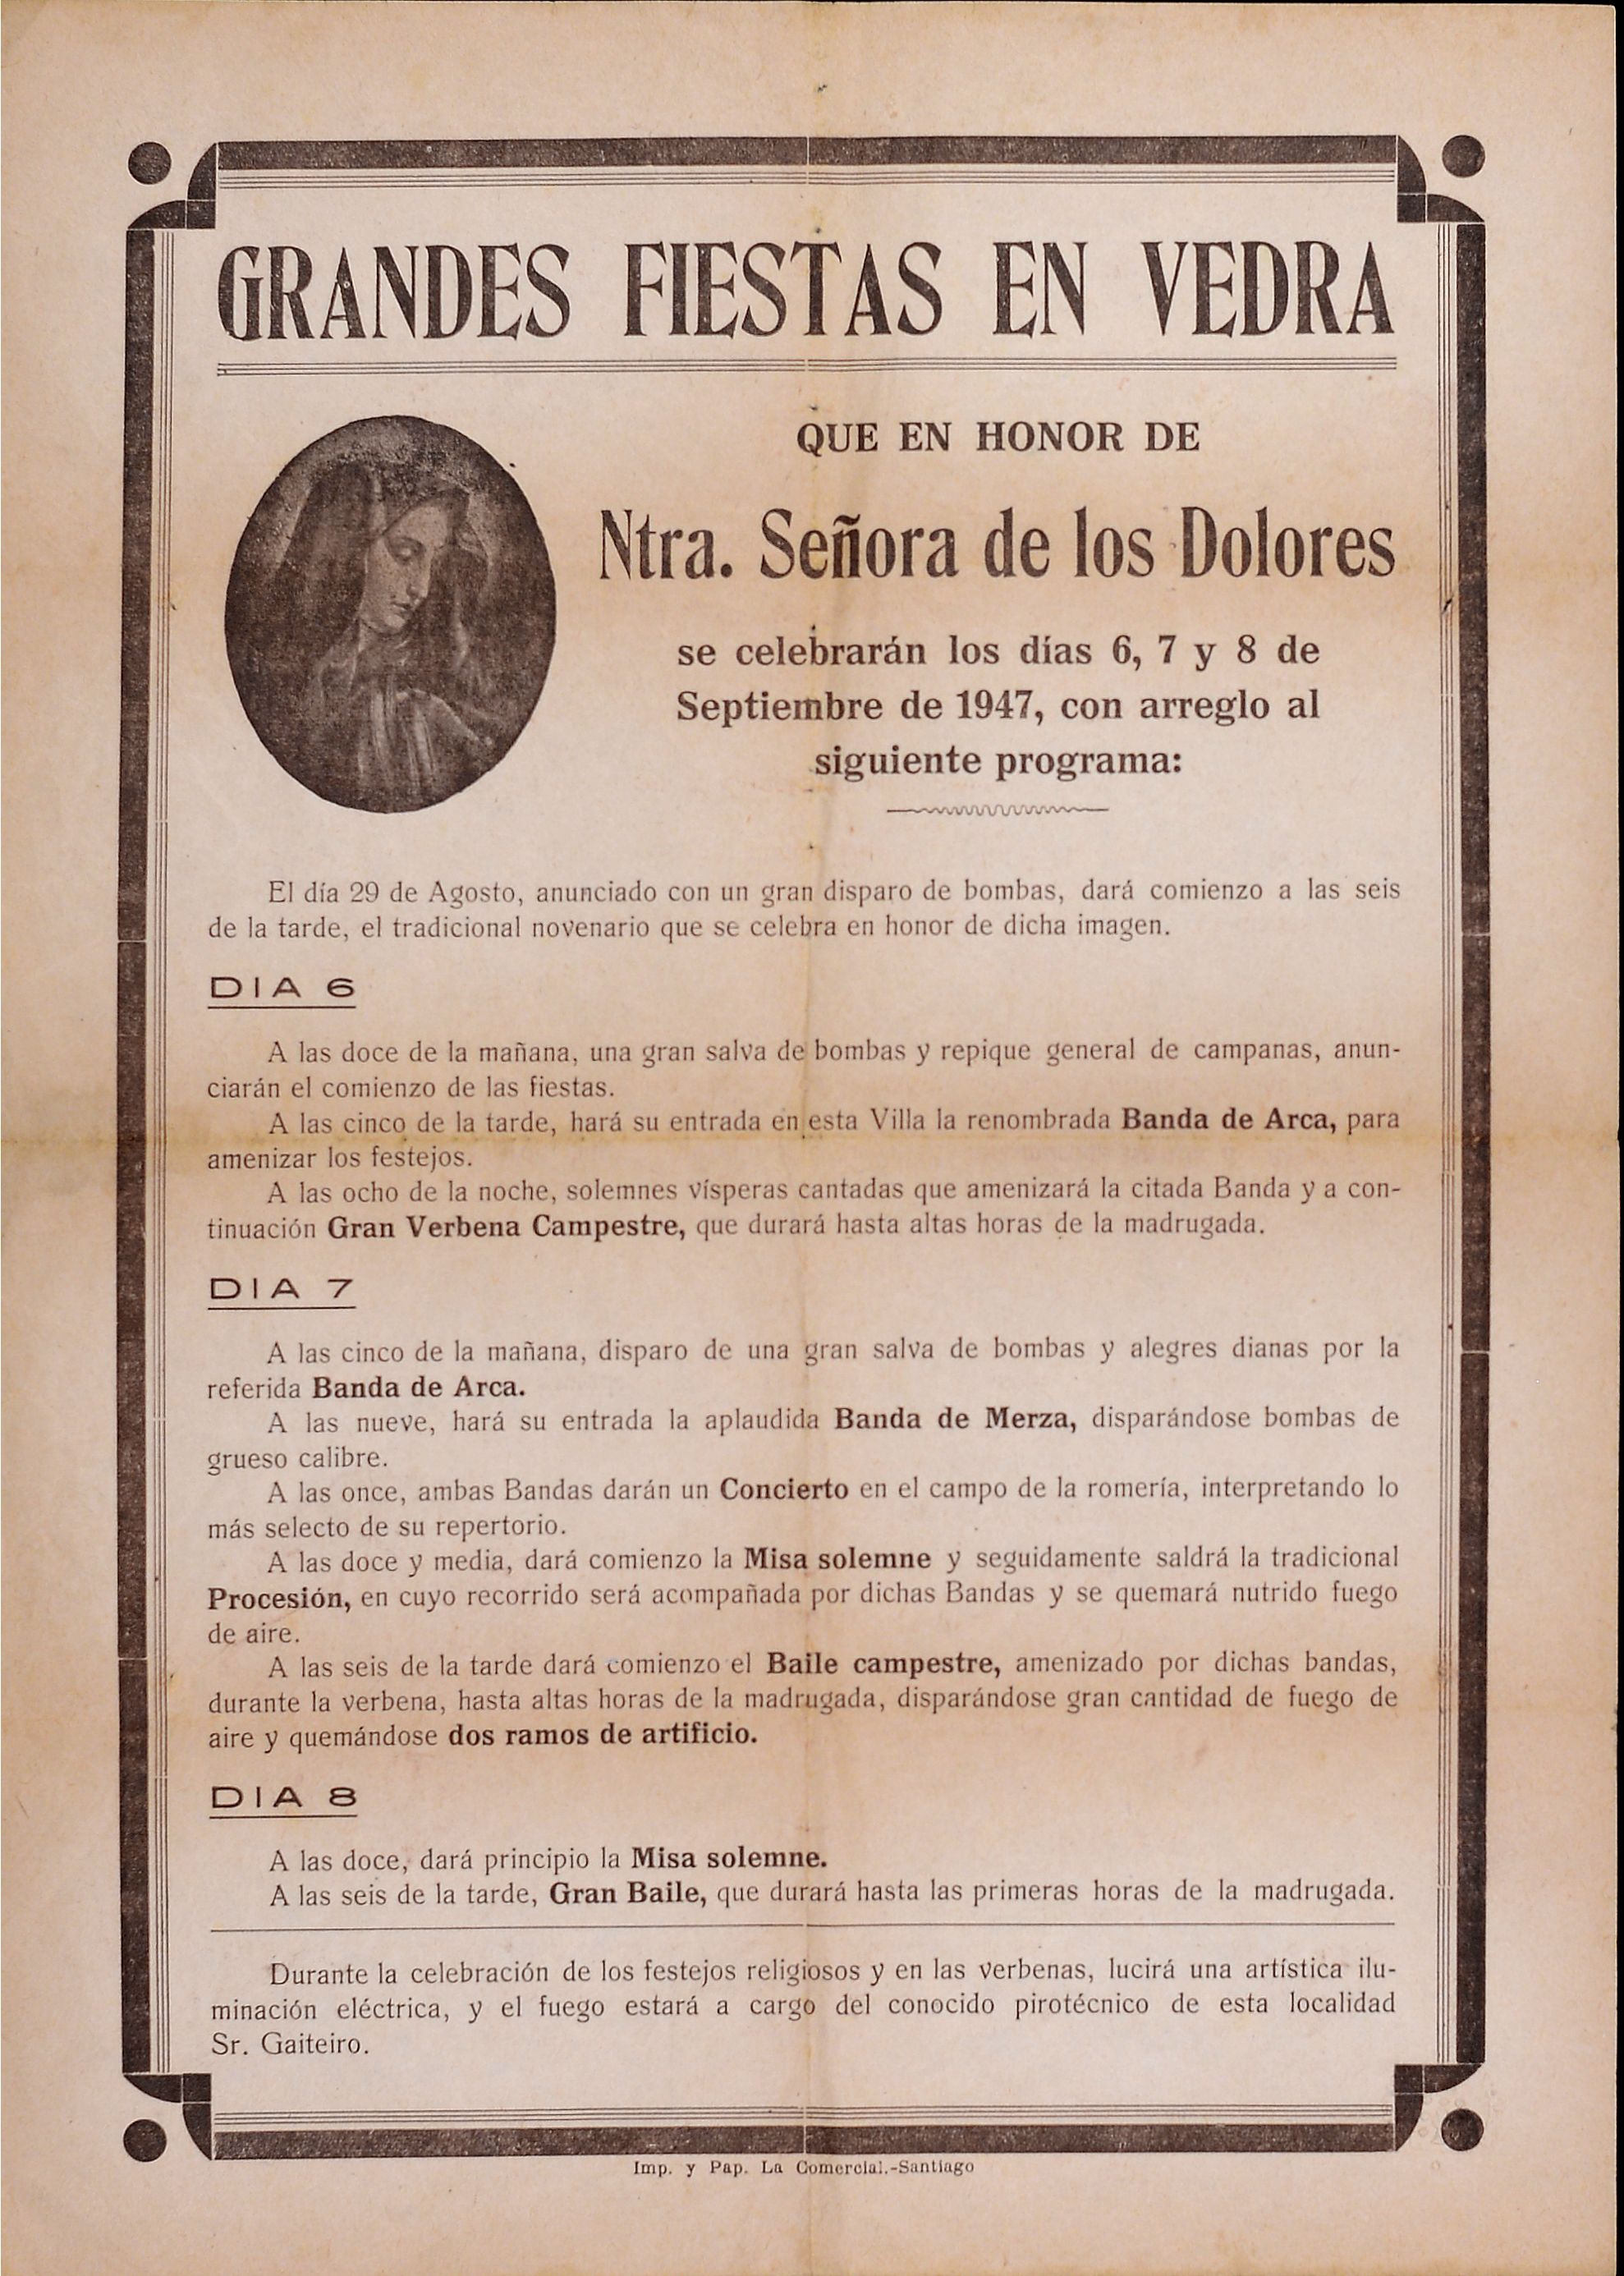 GRANDES FIESTAS EN VEDRA
QUE EN HONOR DE
Ntra. Señora de los Dolores
se celebrarán los días 6, 7 y 8 de
Septiembre de 1947, con arreglo al
siguiente programa:
El día 29 de Agosto, anunciado con un gran disparo de bombas, dará comienzo a las seis
de la tarde, el tradicional novenario que se celebra en honor de dicha imagen.
DIA 6
A las doce de la mañana, una gran salva de bombas y repique general de campanas, anun-
ciarán el comienzo de las fiestas.
A las cinco de la tarde, hará su entrada en esta Villa la renombrada Banda de Arca, para
amenizar los festejos.
A las ocho de la noche, solemnes vísperas cantadas que amenizará la citada Banda y a con-
tinuación Gran Verbena Campestre, que durará hasta altas horas de la madrugada.
DIA 7
A las cinco de la mañana, disparo de una gran salva de bombas y alegres dianas por la
referida Banda de Arca.
A las nueve, hará su entrada la aplaudida Banda de Merza, disparándose bombas de
grueso calibre.
A las once, ambas Bandas darán un Concierto en el campo de la romería, interpretando lo
más selecto de su repertorio.
A las doce y media, dará comienzo la Misa solemne y seguidamente saldrá la tradicional
Procesión, en cuyo recorrido será acompañada por dichas Bandas y se quemará nutrido fuego
de aire.
A las seis de la tarde dará comienzo el Baile campestre, amenizado por dichas bandas,
durante la verbena, hasta altas horas de la madrugada, disparándose gran cantidad de fuego de
aire y quemándose dos ramos de artificio.
DIA 8
A las doce, dará principio la Misa solemne.
A las seis de la tarde, Gran Baile, que durará hasta las primeras horas de la madrugada.
Durante la celebración de los festejos religiosos y en las verbenas, lucirá una artística ilu-
minación eléctrica, y el fuego estará a cargo del conocido pirotécnico de esta localidad
Sr. Gaiteiro.
Imp. y Pap. La Comercial.-Santiago